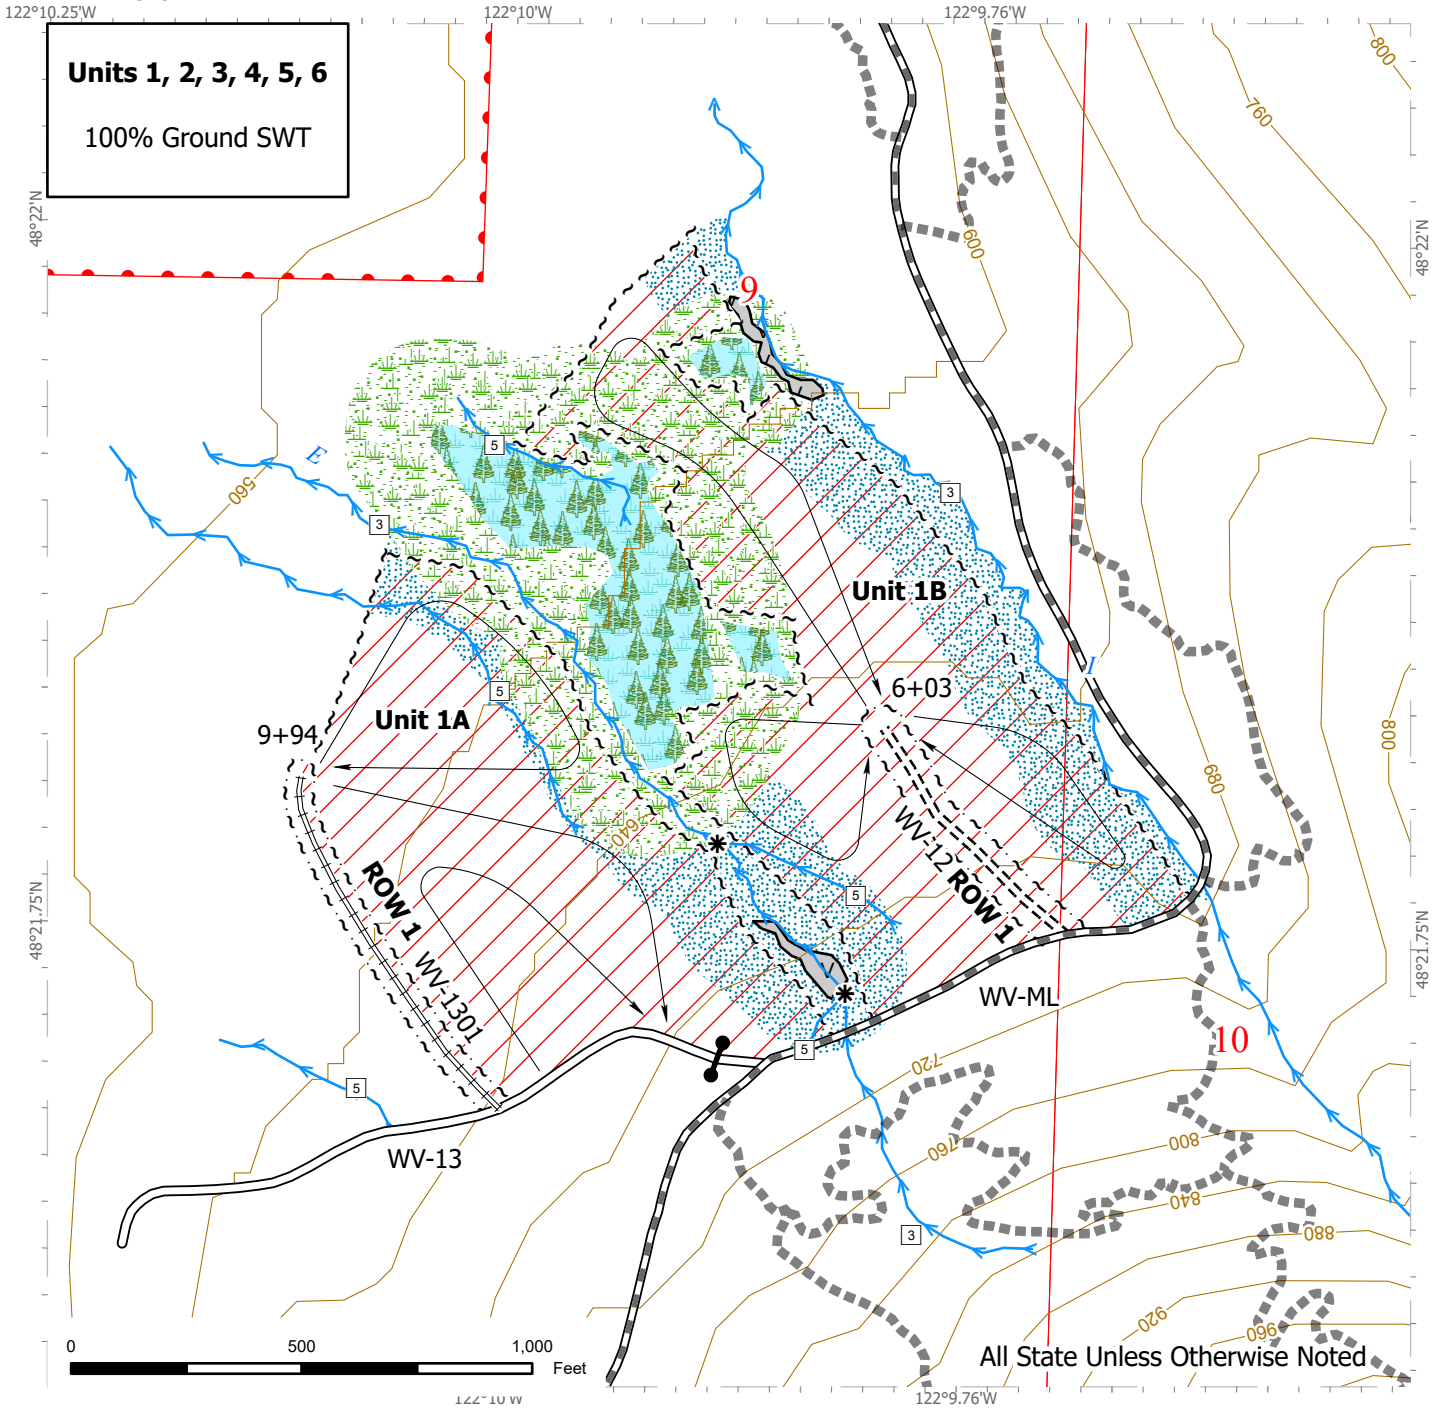 122°10.25'W
122°10'W
122°9.76'W
Units 1, 2, 3, 4, 5, 6
100% Ground SWT
800
760
48°22'N
48°22'N
600
9
E
5
560
3
3
Unit 1B
I
5
6+03
Unit 1A
9+94
800
680
640
WV-12 ROW 1
ROW 1
5
48°21.75'N
48°21.75'N
WV-1301
WV-ML
10
5
720
5
760
800
WV-13
840
3
880
920
960
0
500
1,000
Feet
All State Unless Otherwise Noted
122°9.76'W